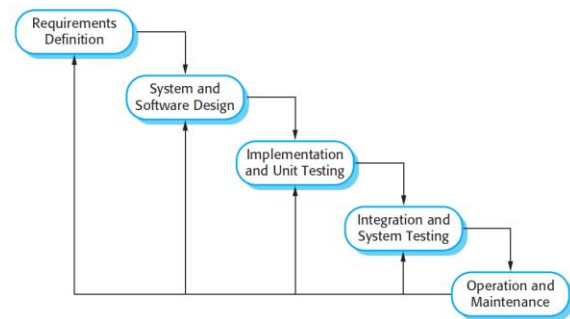 Requirements
Definition
System and
Software Design
Implementation
and Unit Testing
Integration and
System Testing
Operation and
Maintenance